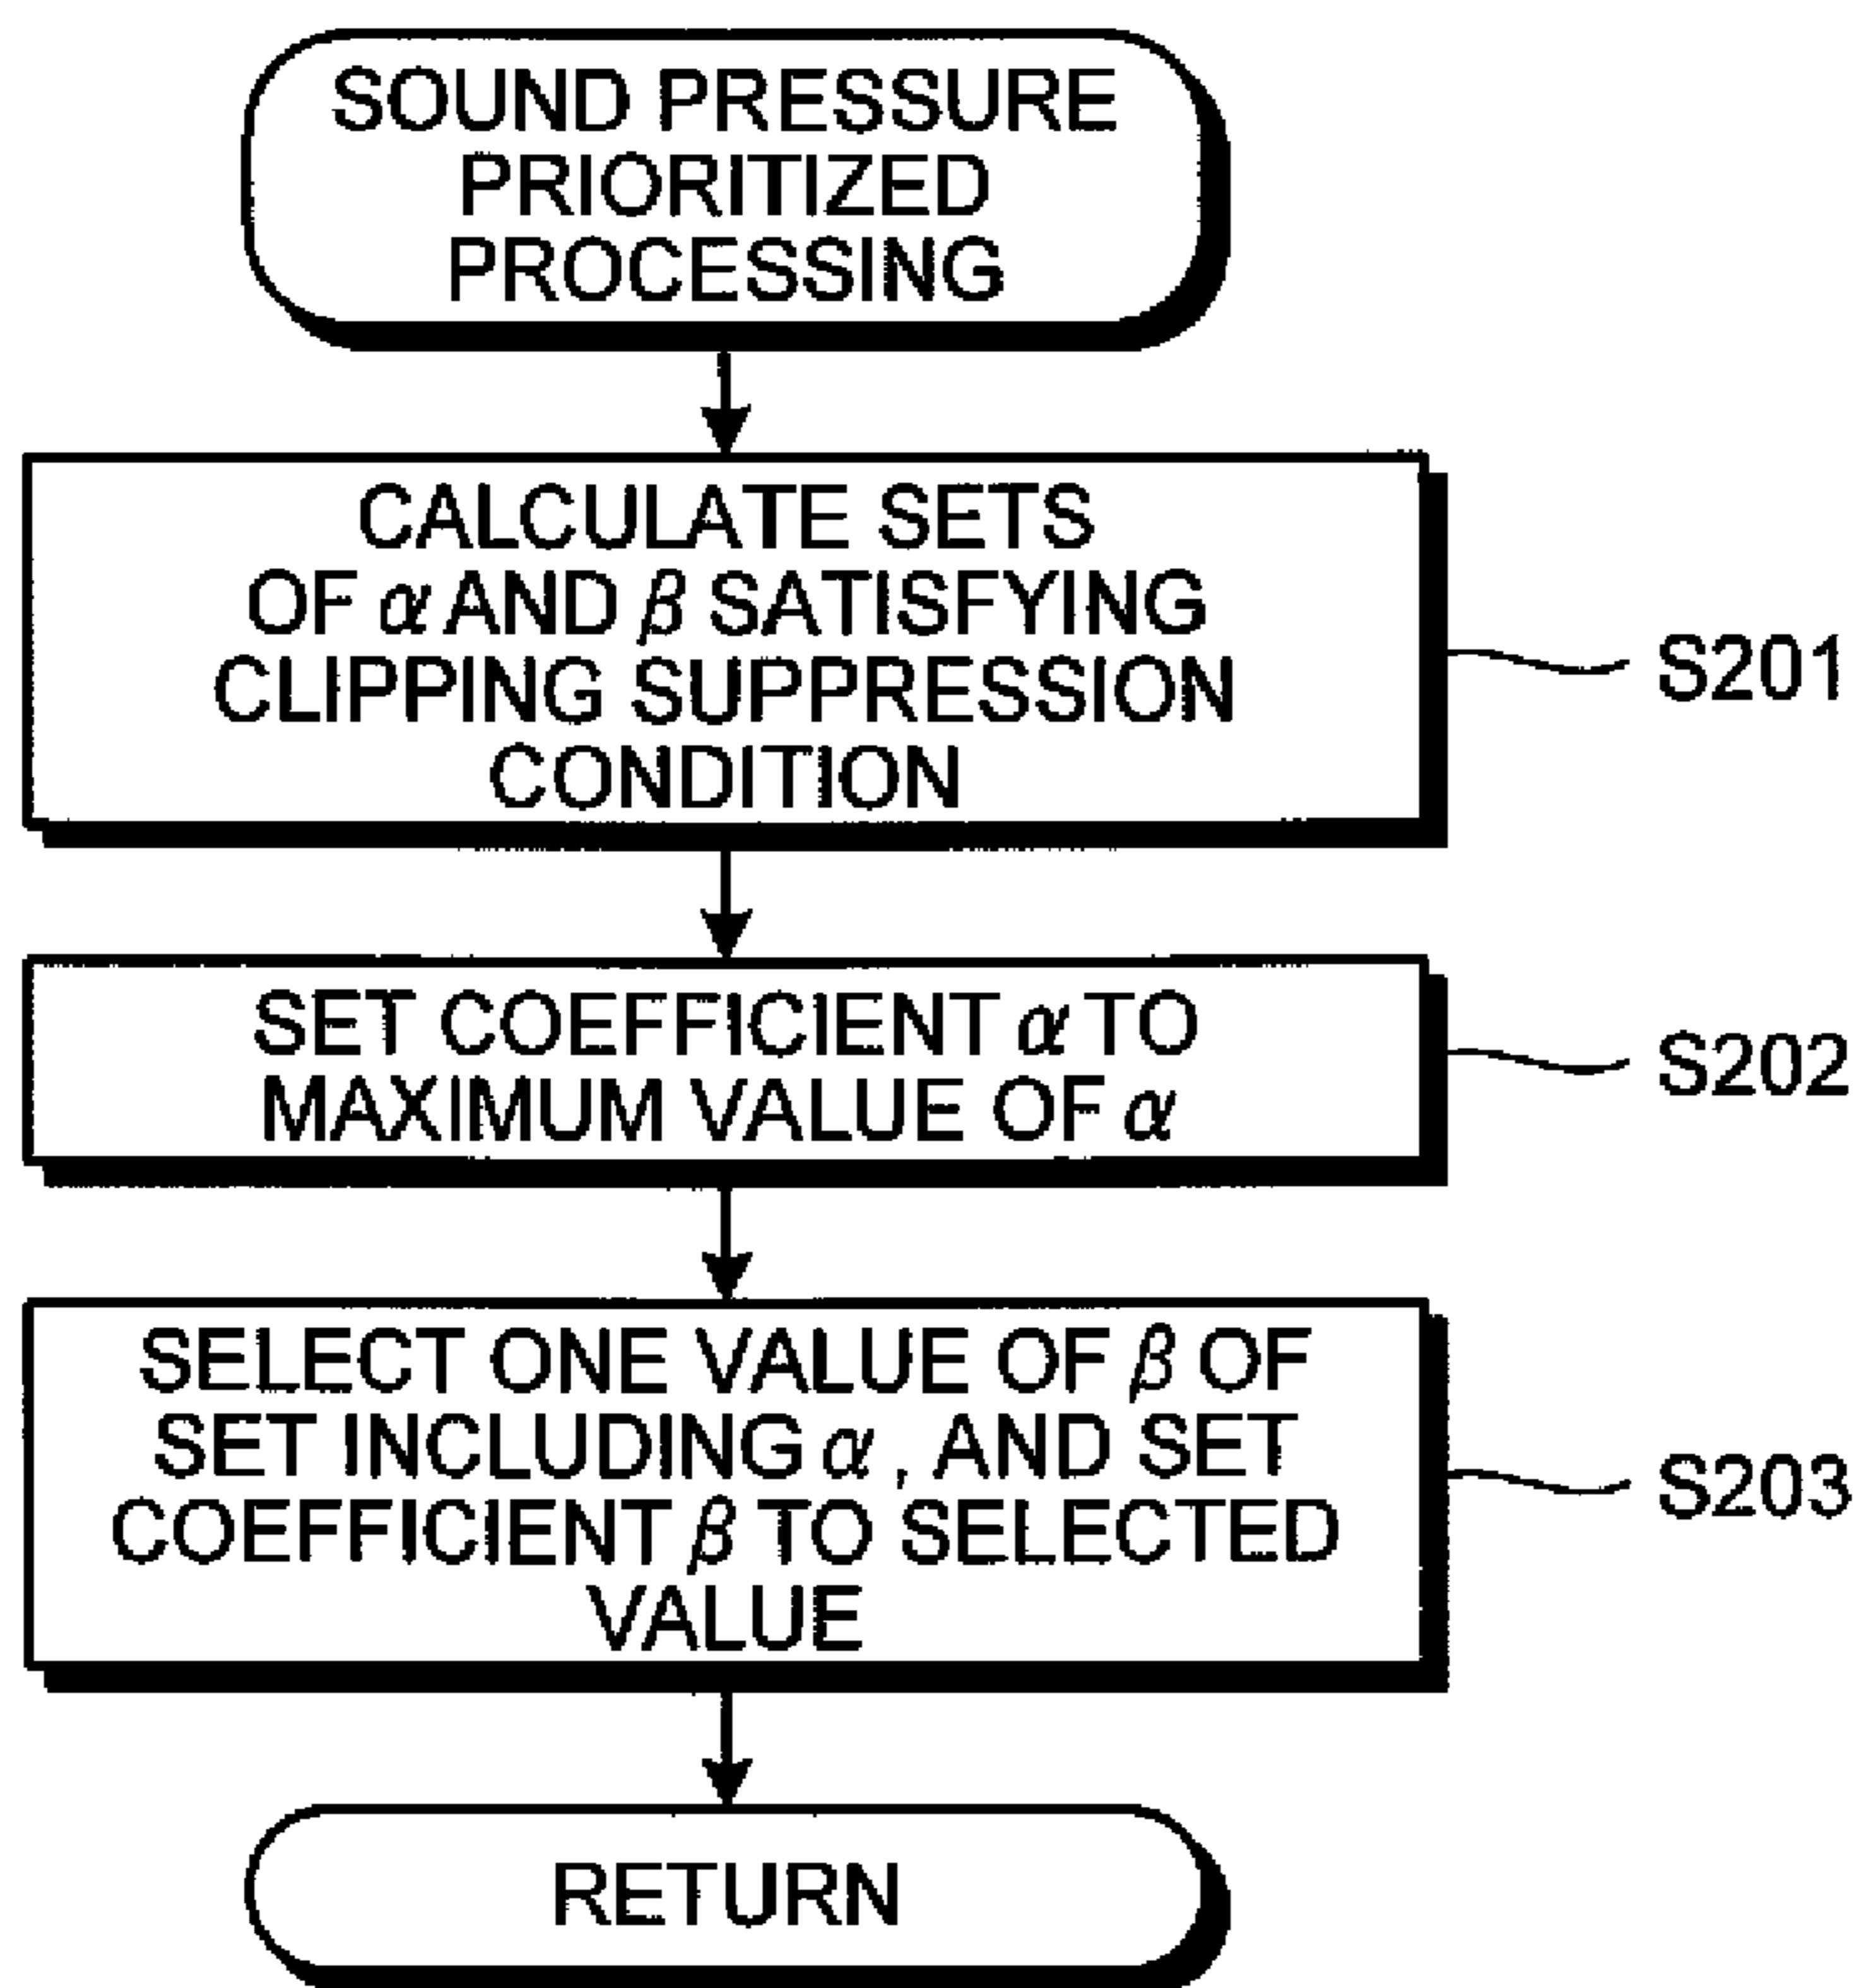 SOUND PRESSURE
PRIORITIZED
PROCESSING
CALCULATE SETS
OF α AND β SATISFYING
CLIPPING SUPPRESSION
CONDITION
S201
SET COEFFICIENT α TO
MAXIMUM VALUE OF α
S202
SELECT ONE VALUE OF β OF
SET INCLUDING α, AND SET
COEFFICIENT β TO SELECTED
VALUE
S203
RETURN